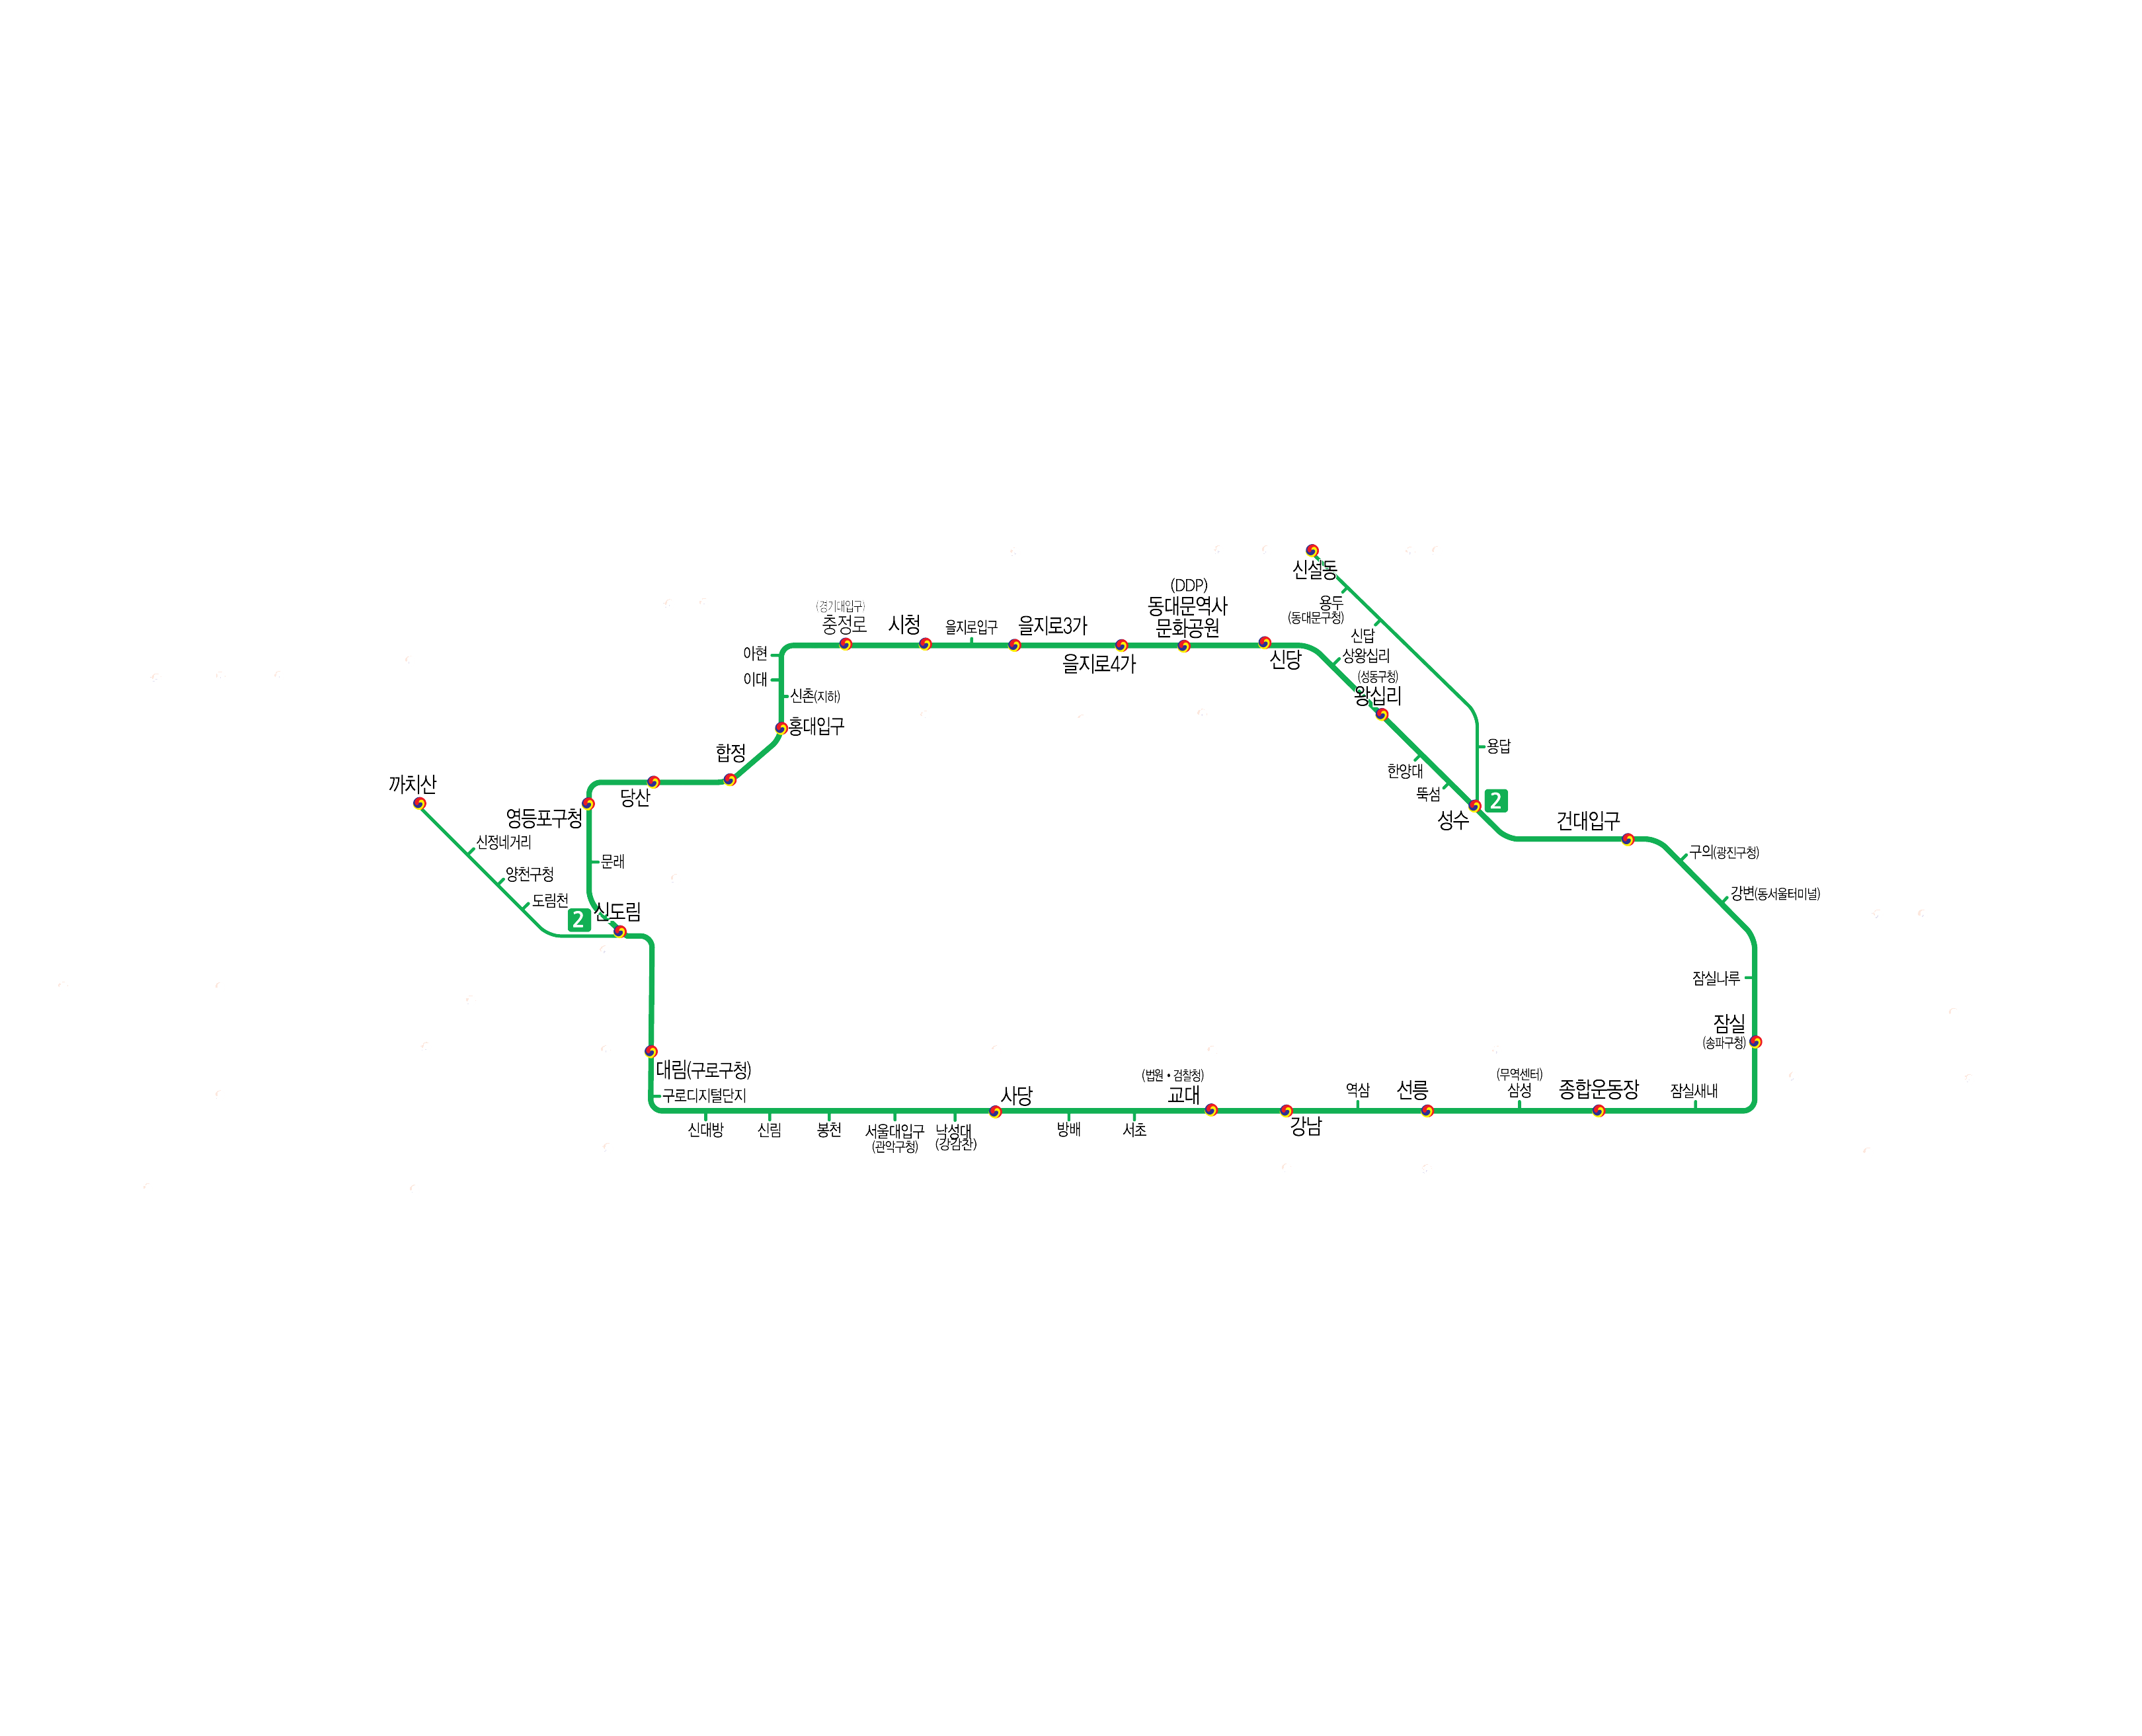 신설동
용두
(동대문구청)
신답
용답
(DDP)
동대문역사
문화공원
(경기대입구)
충정로
시청
을지로입구
을지로3가
을지로4가
신당
상왕십리
(성동구청)
왕십리
한양대
뚝섬
성수
2
아현
이대
신촌(지하)
홍대입구
합정
당산
까치산
영등포구청
신정네거리
양천구청
도림천
문래
2
신도림
건대입구
구의(광진구청)
강변(동서울터미널)
잠실나루
잠실
(송파구청)
대림(구로구청)
구로디지털단지
신대방
신림
봉천
서울대입구
(관악구청)
낙성대
(강감찬)
사당
방배
서초
(법원•검찰청)
교대
강남
역삼
선릉
(무역센터)
삼성
종합운동장
잠실새내